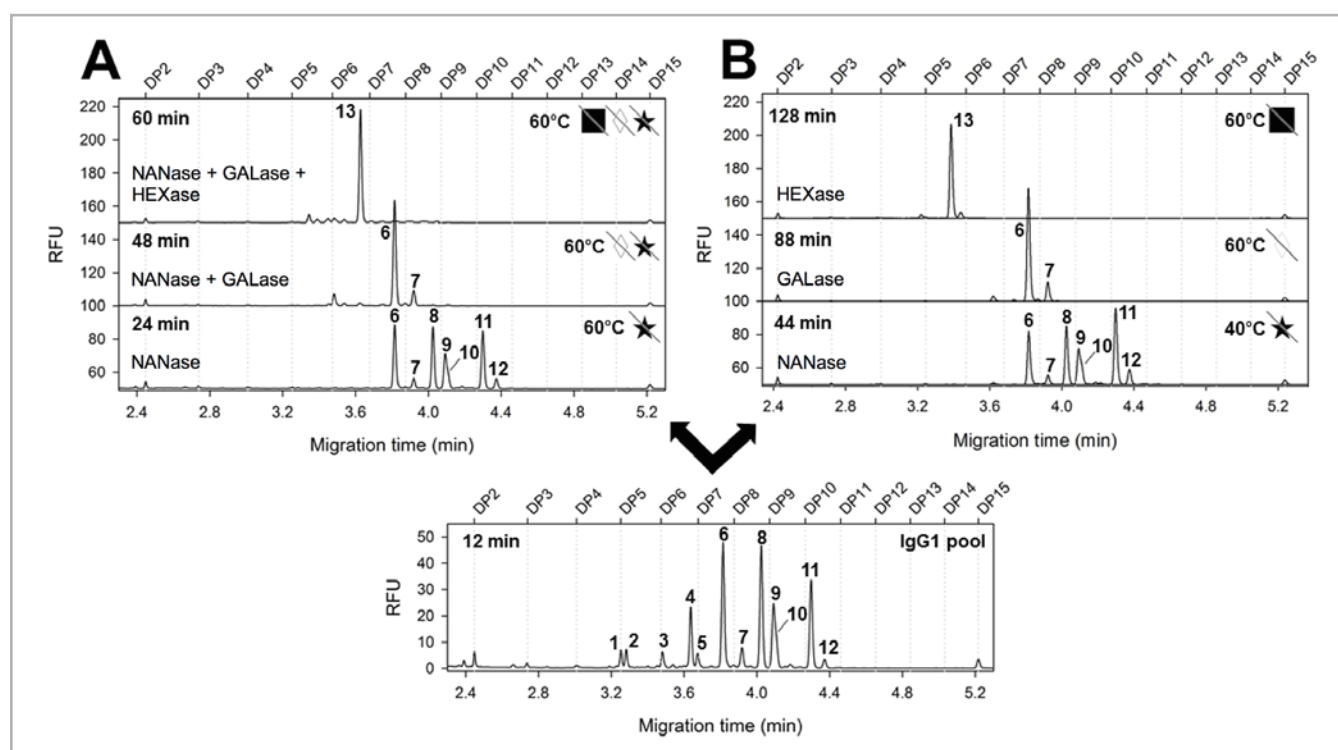 A
DP2 DP3 DP4 DP5 DP6 DP7 DP8 DP9 DP10 DP11 DP12 DP13 DP14 DP15
220
200
180
160
140
120
100
80
60
RFU
60 min
13
60°C
NANase + GALase +
HEXase
48 min
6
60°C
NANase + GALase
7
24 min
6 8 11
60°C
NANase
7 9 10 12
2.4 2.8 3.2 3.6 4.0 4.4 4.8 5.2
Migration time (min)
B
DP2 DP3 DP4 DP5 DP6 DP7 DP8 DP9 DP10 DP11 DP12 DP13 DP14 DP15
220
200
180
160
140
120
100
80
60
RFU
128 min
13
60°C
HEXase
88 min
6
60°C
GALase
7
44 min
6 8 11
40°C
NANase
7 9 10 12
2.4 2.8 3.2 3.6 4.0 4.4 4.8 5.2
Migration time (min)
DP2 DP3 DP4 DP5 DP6 DP7 DP8 DP9 DP10 DP11 DP12 DP13 DP14 DP15
50
40
30
20
10
0
RFU
12 min
IgG1 pool
1 2 3 4 5 6 7 8 9 10 11 12
2.4 2.8 3.2 3.6 4.0 4.4 4.8 5.2
Migration time (min)